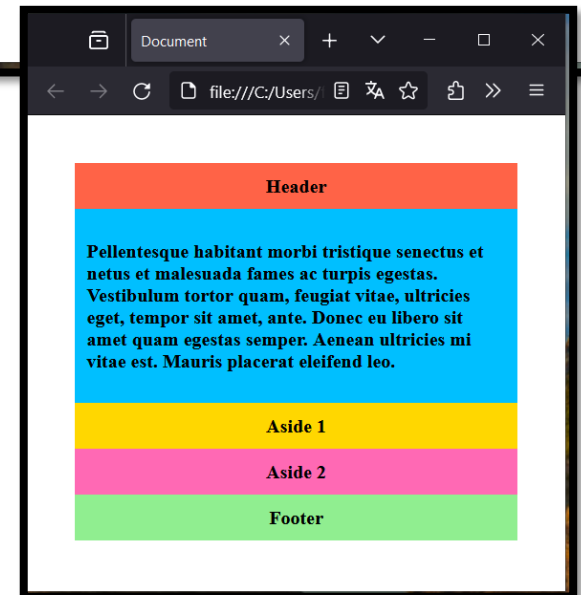 Document
file:///C:/Users/
Header
Pellentesque habitant morbi tristique senectus et
netus et malesuada fames ac turpis egestas.
Vestibulum tortor quam, feugiat vitae, ultricies
eget, tempor sit amet, ante. Donec eu libero sit
amet quam egestas semper. Aenean ultricies mi
vitae est. Mauris placerat eleifend leo.
Aside 1
Aside 2
Footer